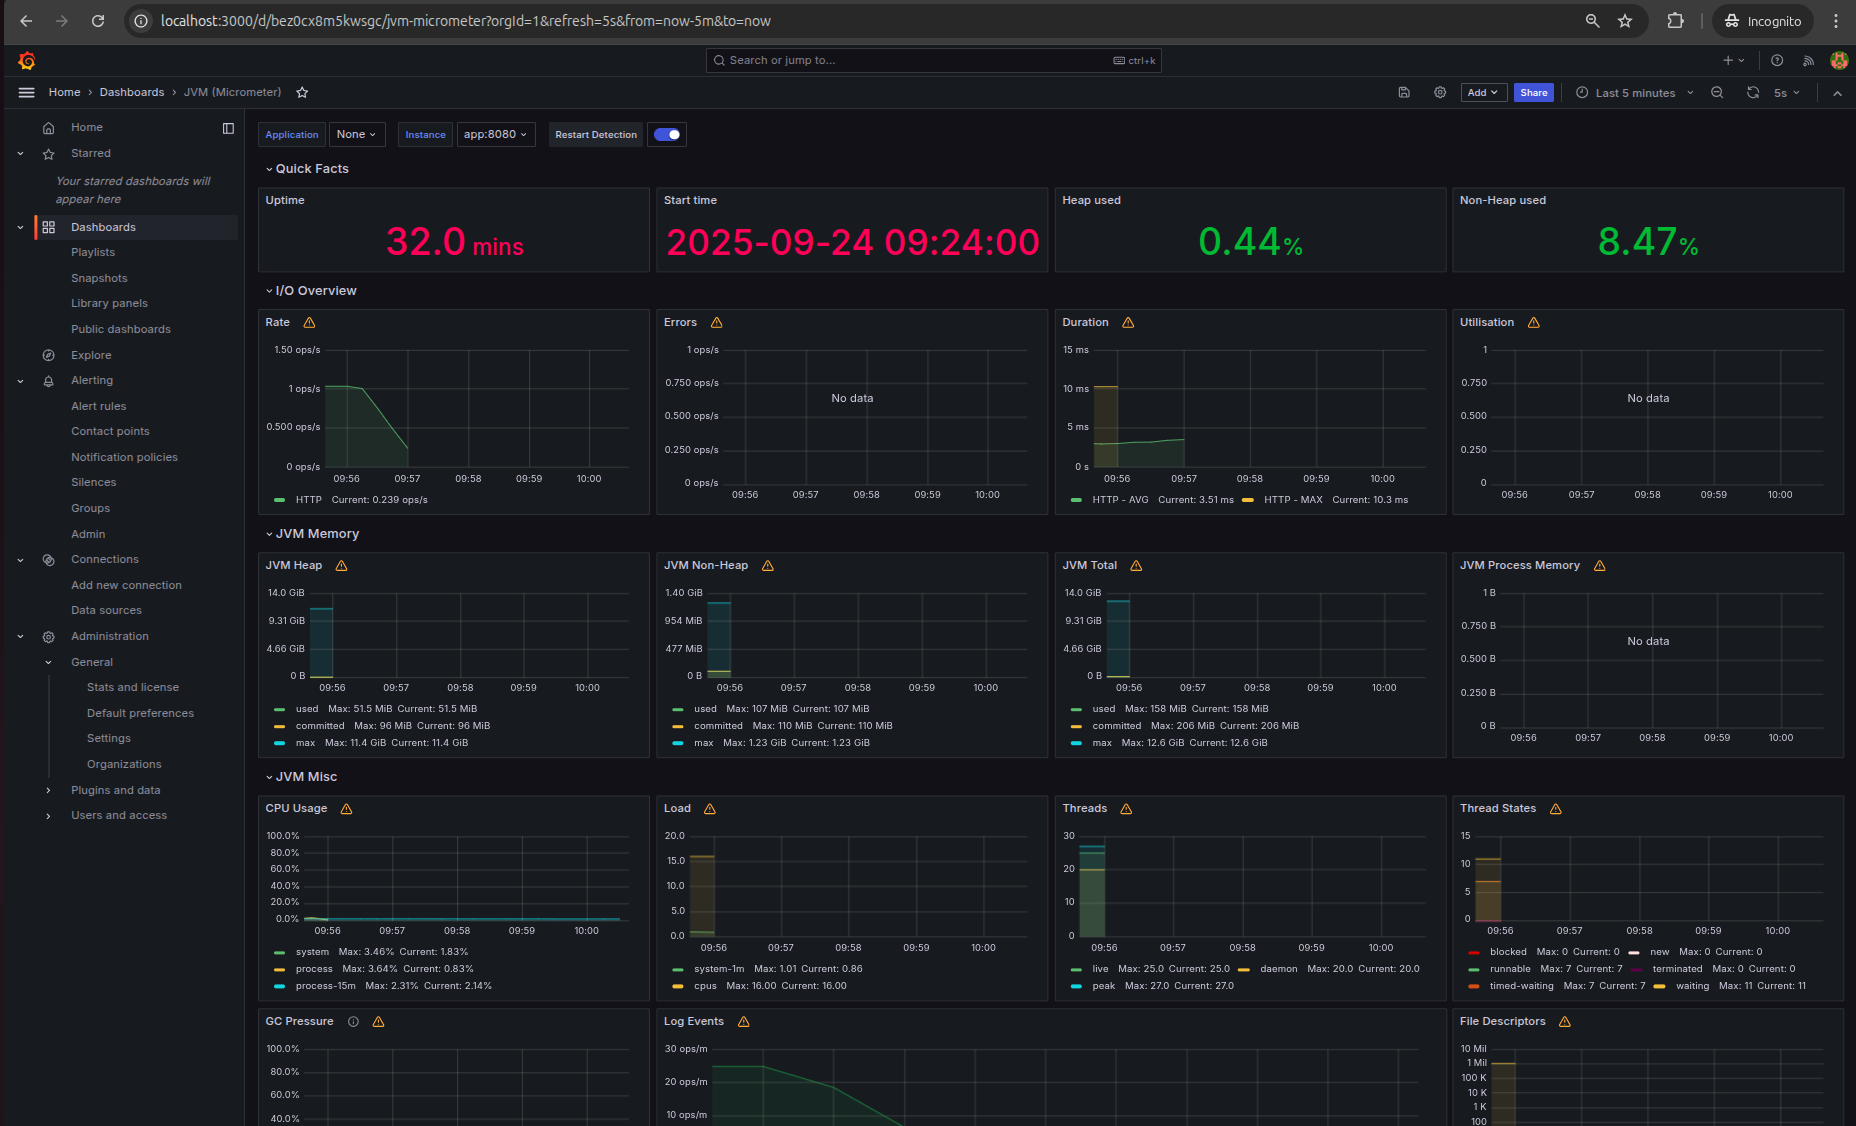 localhost:3000/d/bez0cx8m5kwsgc/jvm-micrometer?orgId=1&refresh=5s&from=now-5m&to=now
Incognito
Search or jump to...
ctrl+k
Home › Dashboards › JVM (Micrometer)
Add
Share
Last 5 minutes
5s
Home
Starred
Your starred dashboards will
appear here
Dashboards
Playlists
Snapshots
Library panels
Public dashboards
Explore
Alerting
Alert rules
Contact points
Notification policies
Silences
Groups
Admin
Connections
Add new connection
Data sources
Administration
General
Stats and license
Default preferences
Settings
Organizations
Plugins and data
Users and access
Application None Instance app:8080 Restart Detection
Quick Facts
Uptime
32.0 mins
Start time
2025-09-24 09:24:00
Heap used
0.44%
Non-Heap used
8.47%
I/O Overview
Rate
1.50 ops/s
1 ops/s
0.500 ops/s
0 ops/s
09:56 09:57 09:58 09:59 10:00
HTTP Current: 0.239 ops/s
Errors
1 ops/s
0.750 ops/s
0.500 ops/s
0.250 ops/s
0 ops/s
No data
09:56 09:57 09:58 09:59 10:00
Duration
15 ms
10 ms
5 ms
0 s
09:56 09:57 09:58 09:59 10:00
HTTP - AVG Current: 3.51 ms HTTP - MAX Current: 10.3 ms
Utilisation
1
0.750
0.500
0.250
0
No data
09:56 09:57 09:58 09:59 10:00
JVM Memory
JVM Heap
14.0 GiB
9.31 GiB
4.66 GiB
0 B
09:56 09:57 09:58 09:59 10:00
used Max: 51.5 MiB Current: 51.5 MiB
committed Max: 96 MiB Current: 96 MiB
max Max: 11.4 GiB Current: 11.4 GiB
JVM Non-Heap
1.40 GiB
954 MiB
477 MiB
0 B
09:56 09:57 09:58 09:59 10:00
used Max: 107 MiB Current: 107 MiB
committed Max: 110 MiB Current: 110 MiB
max Max: 1.23 GiB Current: 1.23 GiB
JVM Total
14.0 GiB
9.31 GiB
4.66 GiB
0 B
09:56 09:57 09:58 09:59 10:00
used Max: 158 MiB Current: 158 MiB
committed Max: 206 MiB Current: 206 MiB
max Max: 12.6 GiB Current: 12.6 GiB
JVM Process Memory
1 B
0.750 B
0.500 B
0.250 B
0 B
No data
09:56 09:57 09:58 09:59 10:00
JVM Misc
CPU Usage
100.0%
80.0%
60.0%
40.0%
20.0%
0.0%
09:56 09:57 09:58 09:59 10:00
system Max: 3.46% Current: 1.83%
process Max: 3.64% Current: 0.83%
process-15m Max: 2.31% Current: 2.14%
Load
20.0
15.0
10.0
5.0
0.0
09:56 09:57 09:58 09:59 10:00
system-1m Max: 1.01 Current: 0.86
cpus Max: 16.00 Current: 16.00
Threads
30
20
10
0
09:56 09:57 09:58 09:59 10:00
live Max: 25.0 Current: 25.0 daemon Max: 20.0 Current: 20.0
peak Max: 27.0 Current: 27.0
Thread States
15
10
5
0
09:56 09:57 09:58 09:59 10:00
blocked Max: 0 Current: 0 new Max: 0 Current: 0
runnable Max: 7 Current: 7 terminated Max: 0 Current: 0
timed-waiting Max: 7 Current: 7 waiting Max: 11 Current: 11
GC Pressure
100.0%
80.0%
60.0%
40.0%
Log Events
30 ops/m
20 ops/m
10 ops/m
File Descriptors
10 Mil
1 Mil
100 K
10 K
1 K
100